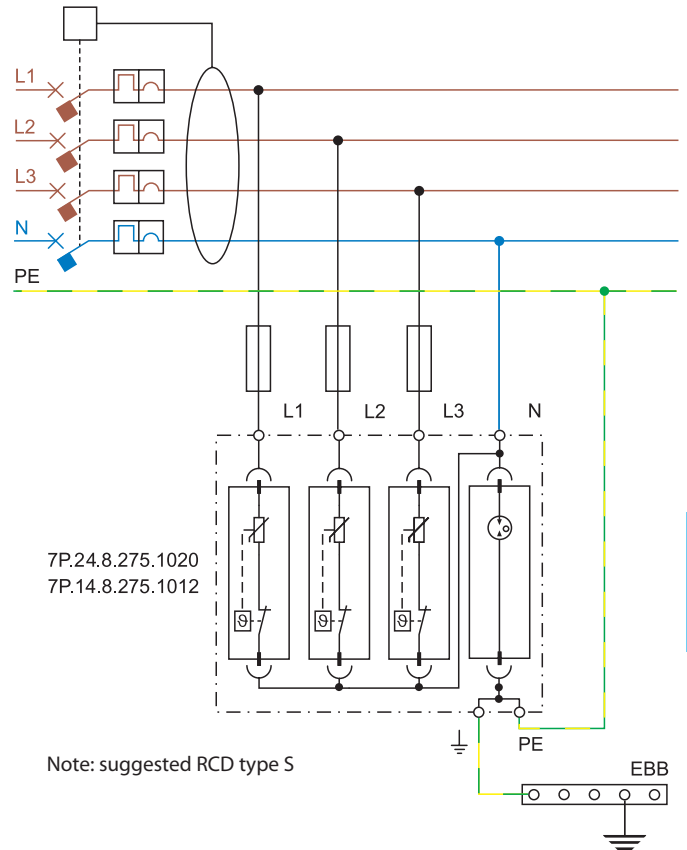 L1
L2
L3
N
PE
L1 L2 L3 N
7P.24.8.275.1020
7P.14.8.275.1012
ϑ ϑ ϑ
PE
Note: suggested RCD type S
EBB